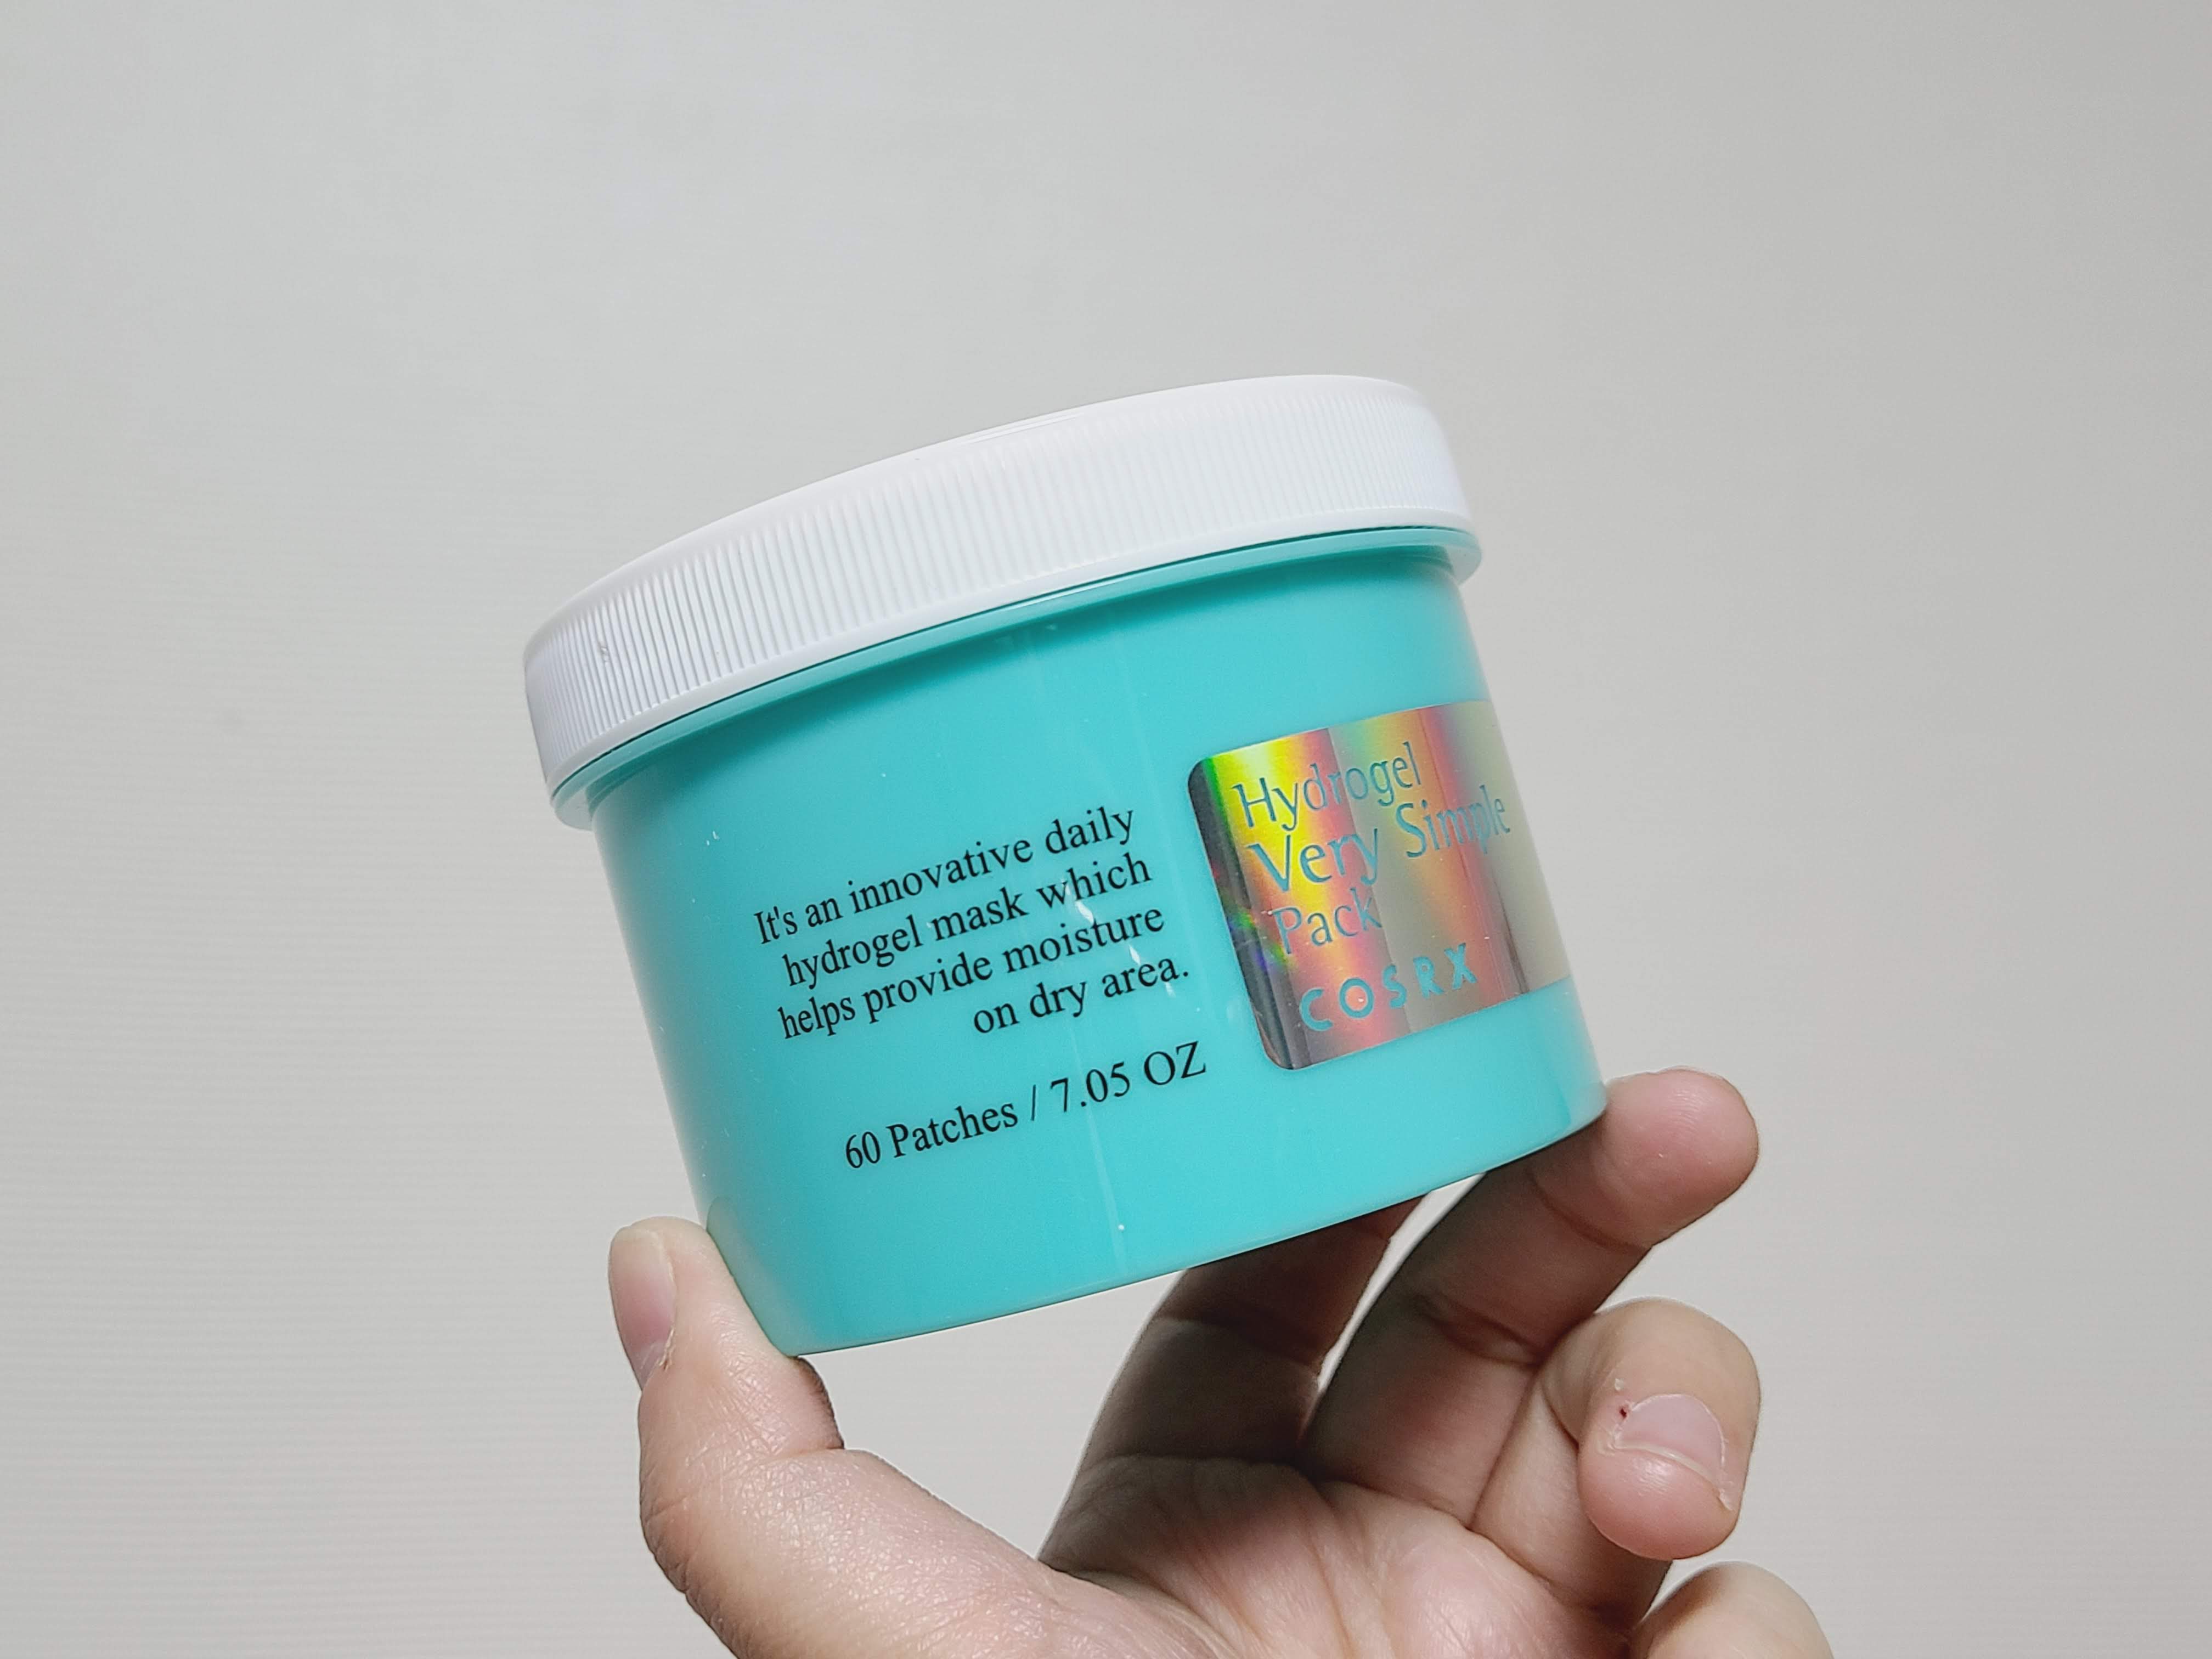 It's an innovative daily
hydrogel mask which
helps provide moisture
on dry area.
60 Patches / 7.05 OZ
Hydrogel
Very Simple
Pack
COSRX